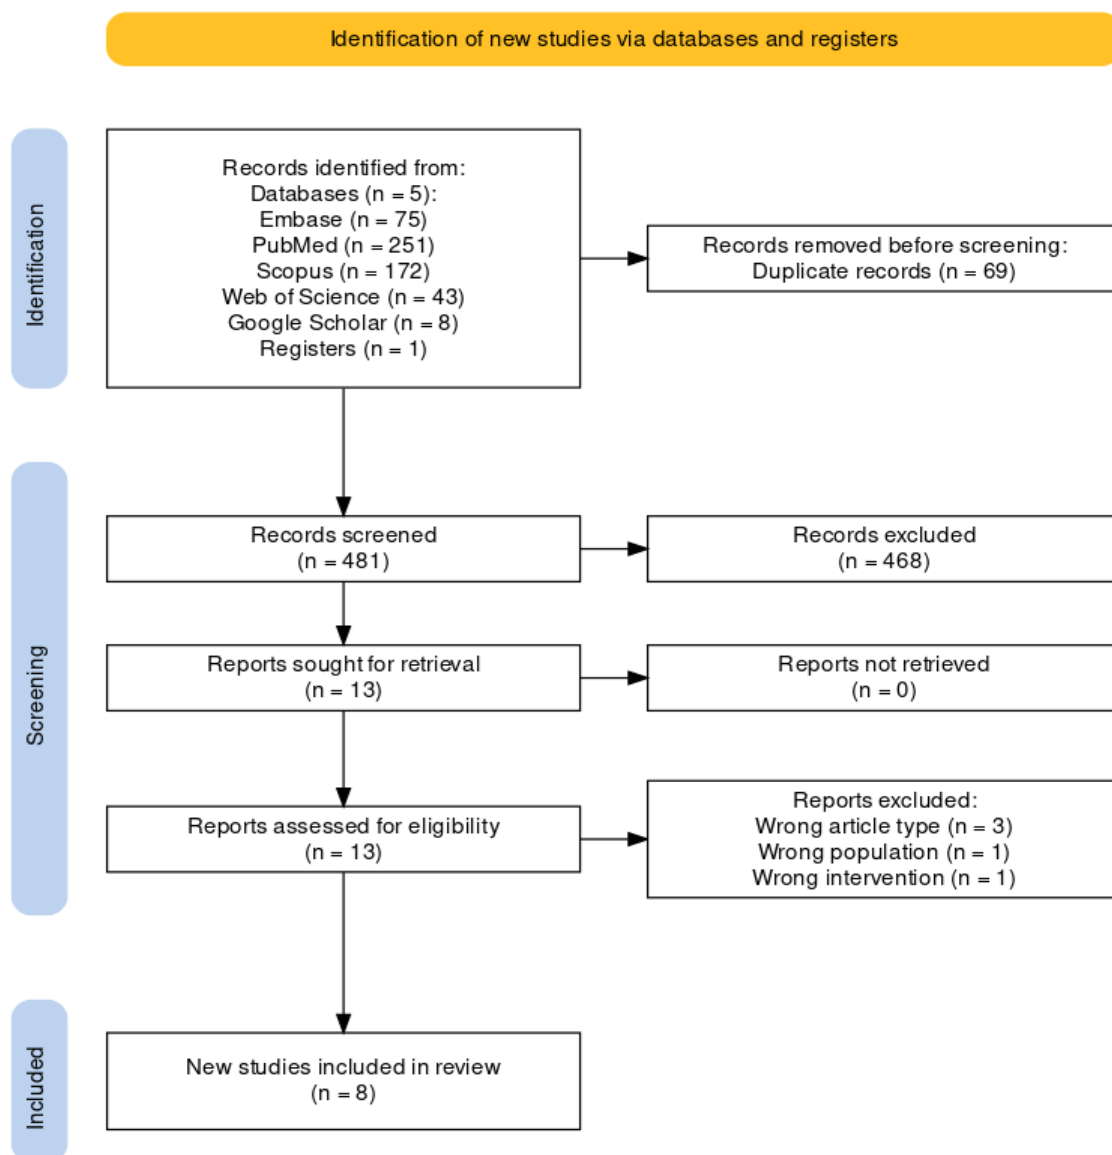 Identification of new studies via databases and registers
Identification
Records identified from:
Databases (n = 5):
Embase (n = 75)
PubMed (n = 251)
Scopus (n = 172)
Web of Science (n = 43)
Google Scholar (n = 8)
Registers (n = 1)
Records removed before screening:
Duplicate records (n = 69)
Screening
Records screened
(n = 481)
Records excluded
(n = 468)
Reports sought for retrieval
(n = 13)
Reports not retrieved
(n = 0)
Reports assessed for eligibility
(n = 13)
Reports excluded:
Wrong article type (n = 3)
Wrong population (n = 1)
Wrong intervention (n = 1)
Included
New studies included in review
(n = 8)